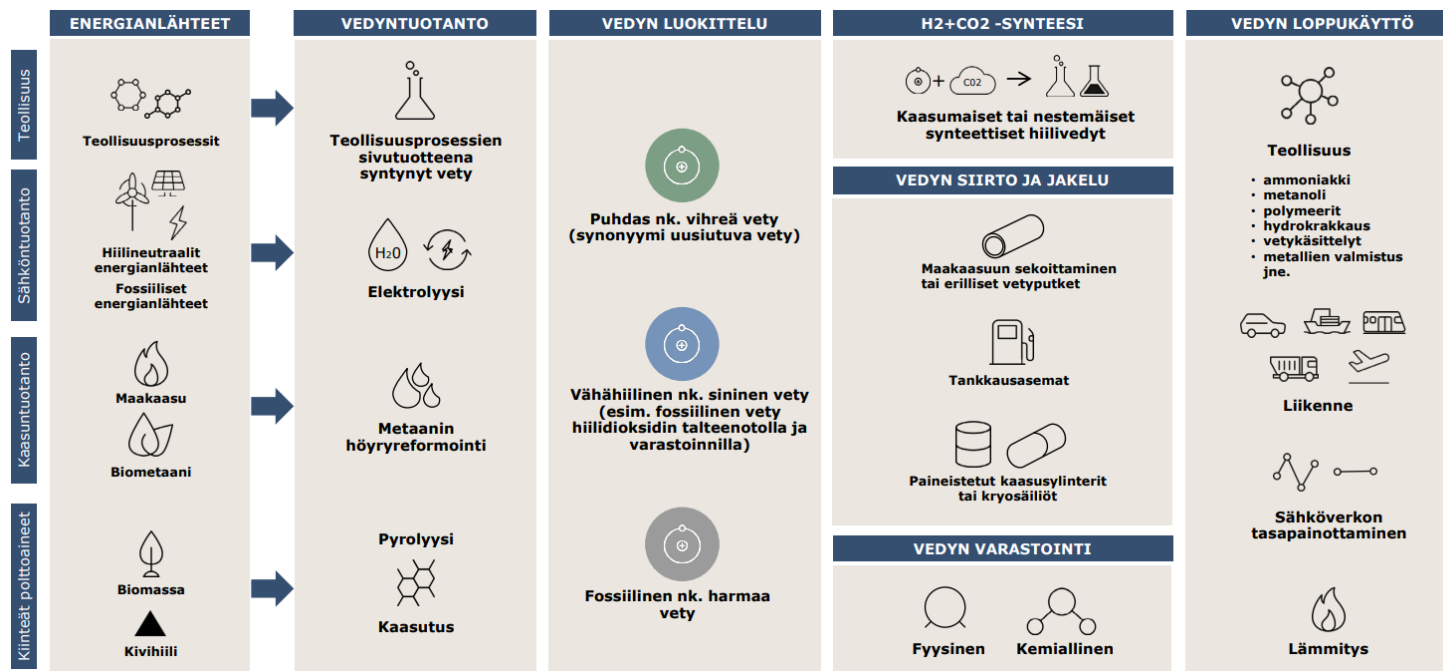 ENERGIANLÄHTEET
VEDYNTUOTANTO
VEDYN LUOKITTELU
H2+CO2 -SYNTEESI
VEDYN LOPPUKÄYTTÖ
Teollisuus
Teollisuusprosessit
Sähköntuotanto
Hiilineutraalit
energianlähteet
Fossiiliset
energianlähteet
Kaasuntuotanto
Maakaasu
Biometaani
Kiinteät polttoaineet
Biomassa
Kivihiili
Teollisuusprosessien
sivutuotteena
syntynyt vety
H20
Elektrolyysi
Metaanin
höyryreformointi
Pyrolyysi
Kaasutus
Puhdas nk. vihreä vety
(synonyymi uusiutuva vety)
Vähähiilinen nk. sininen vety
(esim. fossiilinen vety
hiilidioksidin talteenotolla ja
varastoinnilla)
Fossiilinen nk. harmaa
vety
+ C02
Kaasumaiset tai nestemäiset
synteettiset hiilivedyt
VEDYN SIIRTO JA JAKELU
Maakaasuun sekoittaminen
tai erilliset vetyputket
Tankkausasemat
Paineistetut kaasusylinterit
tai kryosäiliöt
VEDYN VARASTOINTI
Fyysinen
Kemiallinen
Teollisuus
• ammoniakki
• metanoli
• polymeerit
• hydrokrakkaus
• vetykäsittelyt
• metallien valmistus
jne.
Liikenne
Sähköverkon
tasapainottaminen
Lämmitys